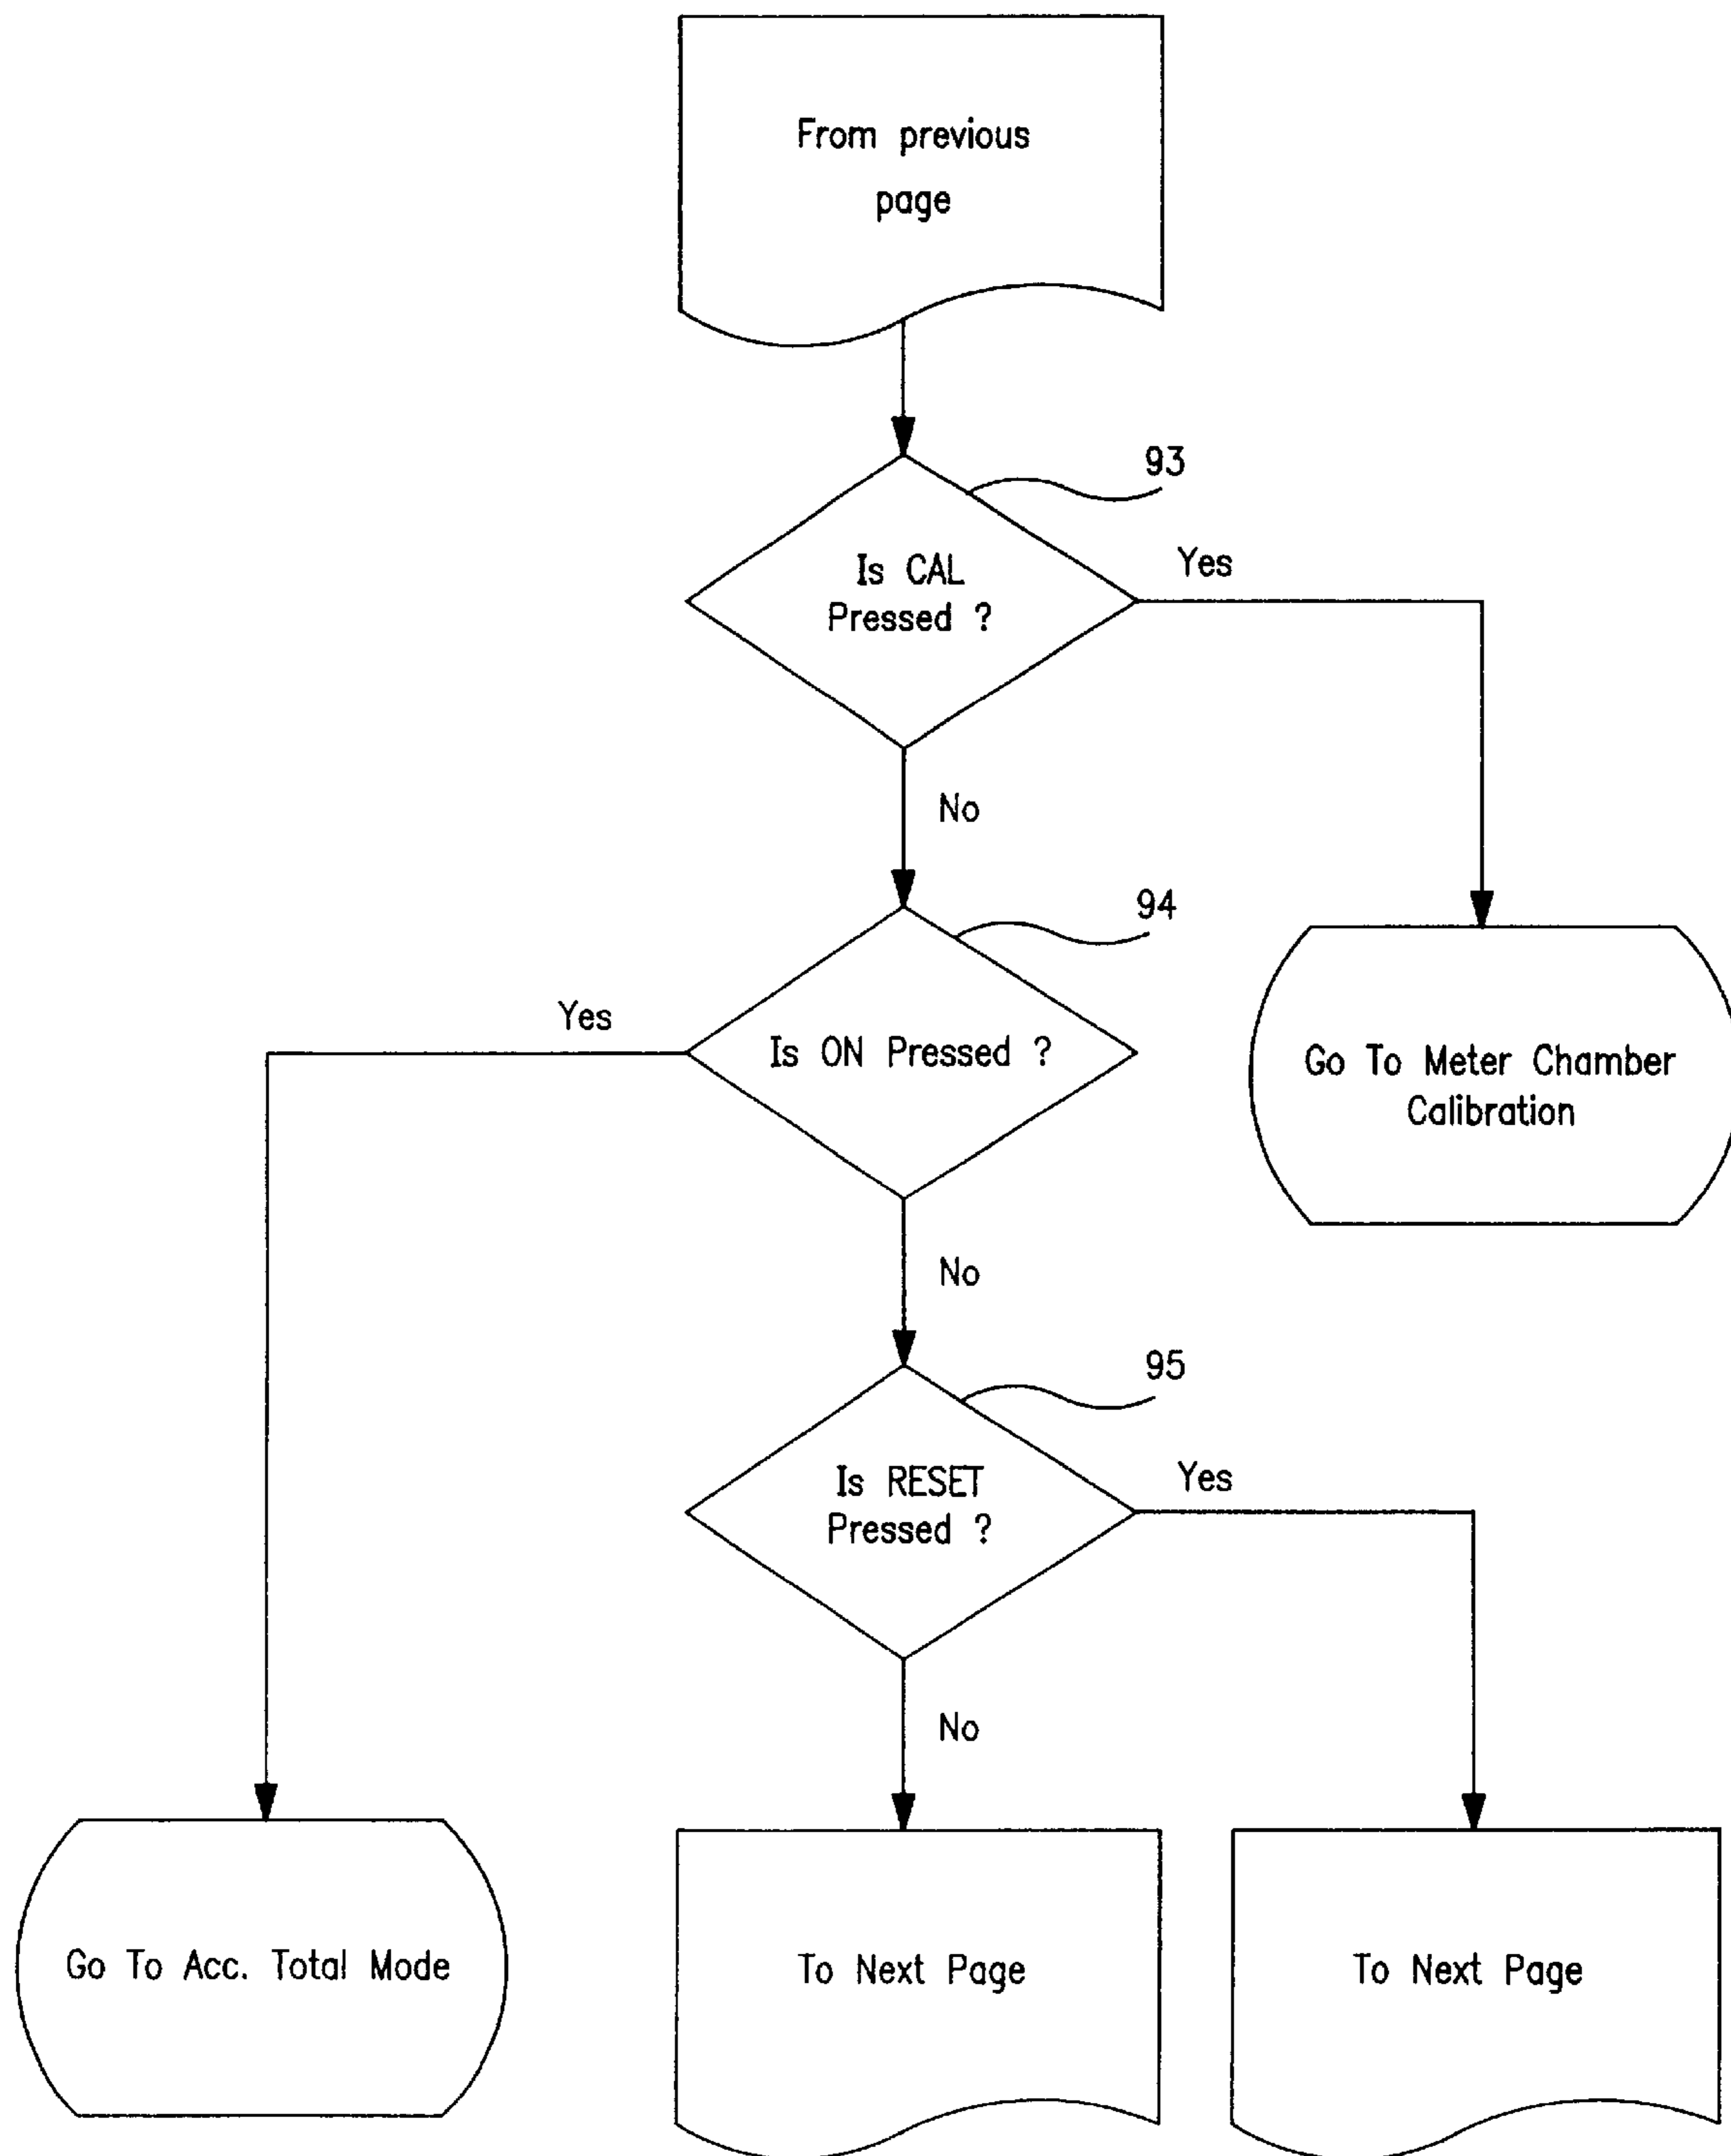 From previous
page
93
Is CAL
Pressed ?
Yes
No
94
Is ON Pressed ?
Yes
Go To Meter Chamber
Calibration
No
95
Is RESET
Pressed ?
Yes
No
Go To Acc. Total Mode
To Next Page
To Next Page